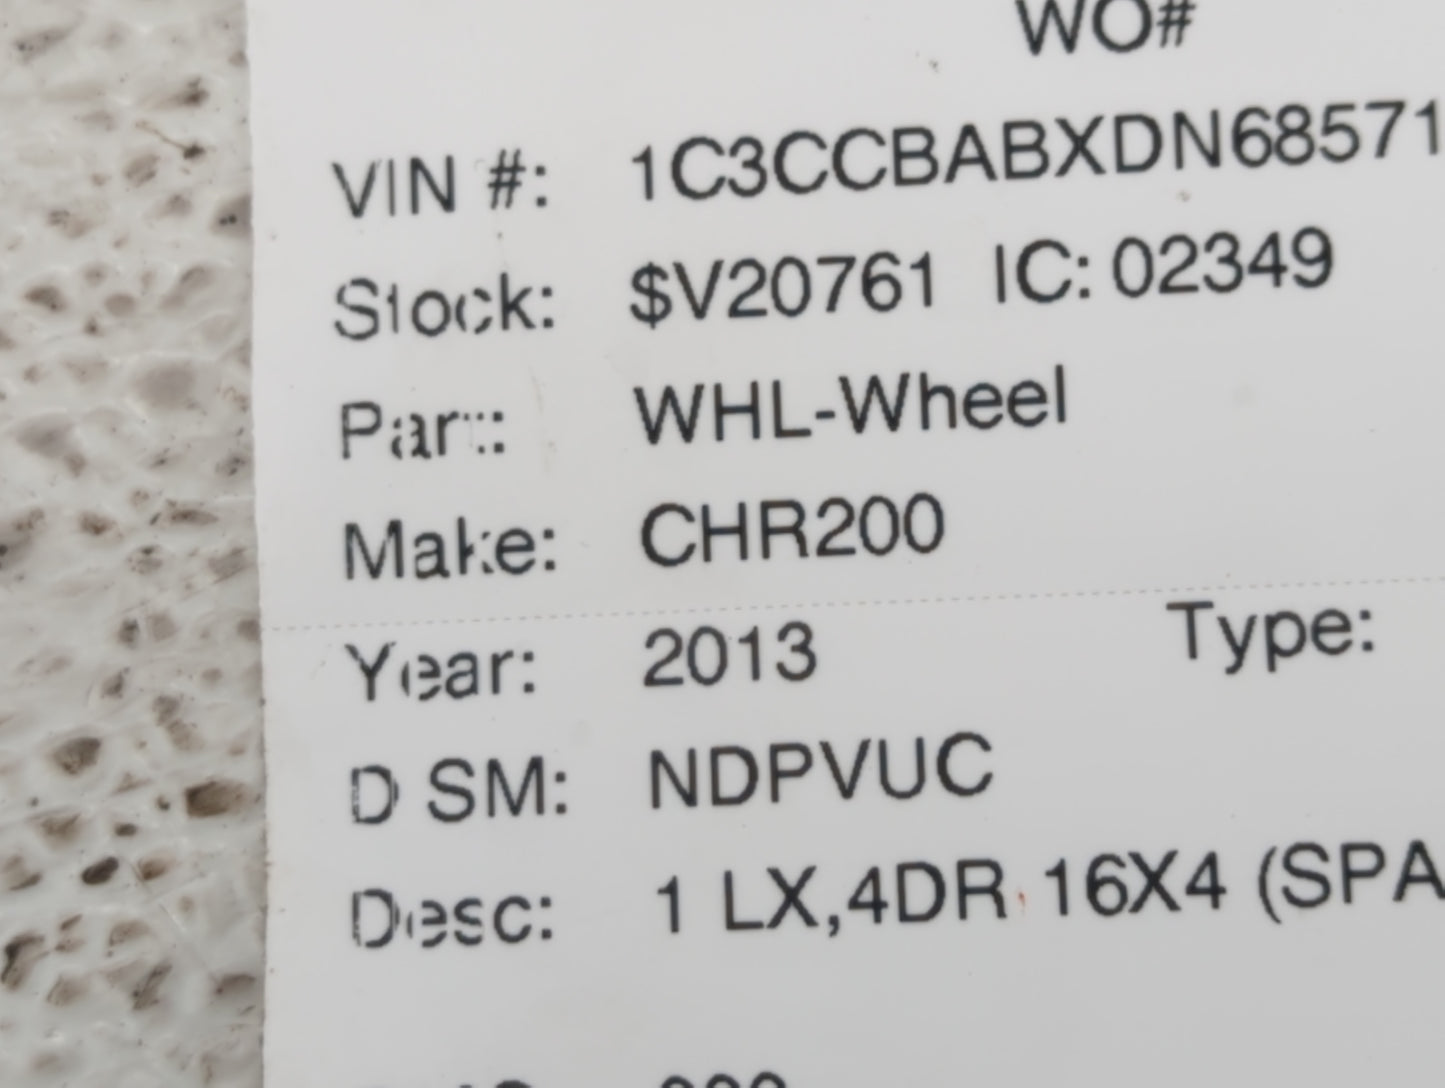 WO#
VIN #: 1C3CCBABXDN68571
Stock: $V20761 IC: 02349
Part: WHL-Wheel
Make: CHR200
Year: 2013 Type:
D SM: NDPVUC
Desc: 1 LX,4DR 16X4 (SPA